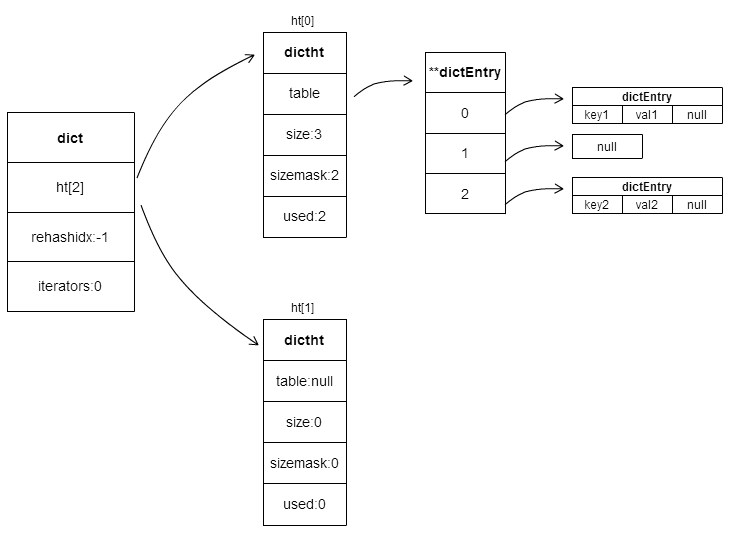 dict
ht[2]
rehashidx:-1
iterators:0
ht[0]
dictht
table
size:3
sizemask:2
used:2
**dictEntry
0
1
2
dictEntry
key1 val1 null
null
dictEntry
key2 val2 null
ht[1]
dictht
table:null
size:0
sizemask:0
used:0